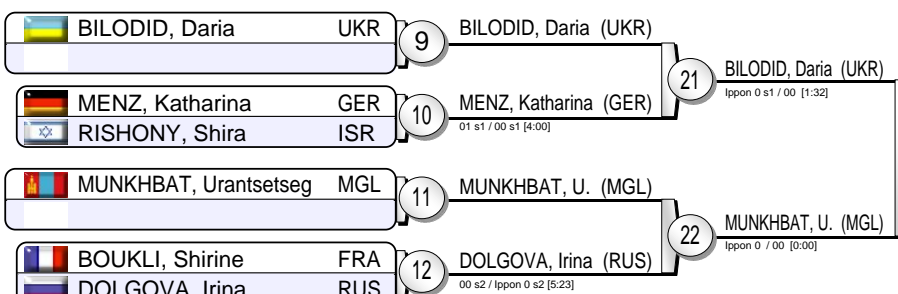 BILODID, Daria UKR
9
BILODID, Daria (UKR)
21
BILODID, Daria (UKR)
Ippon 0 s1 / 00 [1:32]
MENZ, Katharina GER
RISHONY, Shira ISR
10
MENZ, Katharina (GER)
01 s1 / 00 s1 [4:00]
MUNKHBAT, Urantsetseg MGL
11
MUNKHBAT, U. (MGL)
22
MUNKHBAT, U. (MGL)
Ippon 0 / 00 [0:00]
BOUKLI, Shirine FRA
DOLGOVA, Irina RUS
12
DOLGOVA, Irina (RUS)
00 s2 / Ippon 0 s2 [5:23]